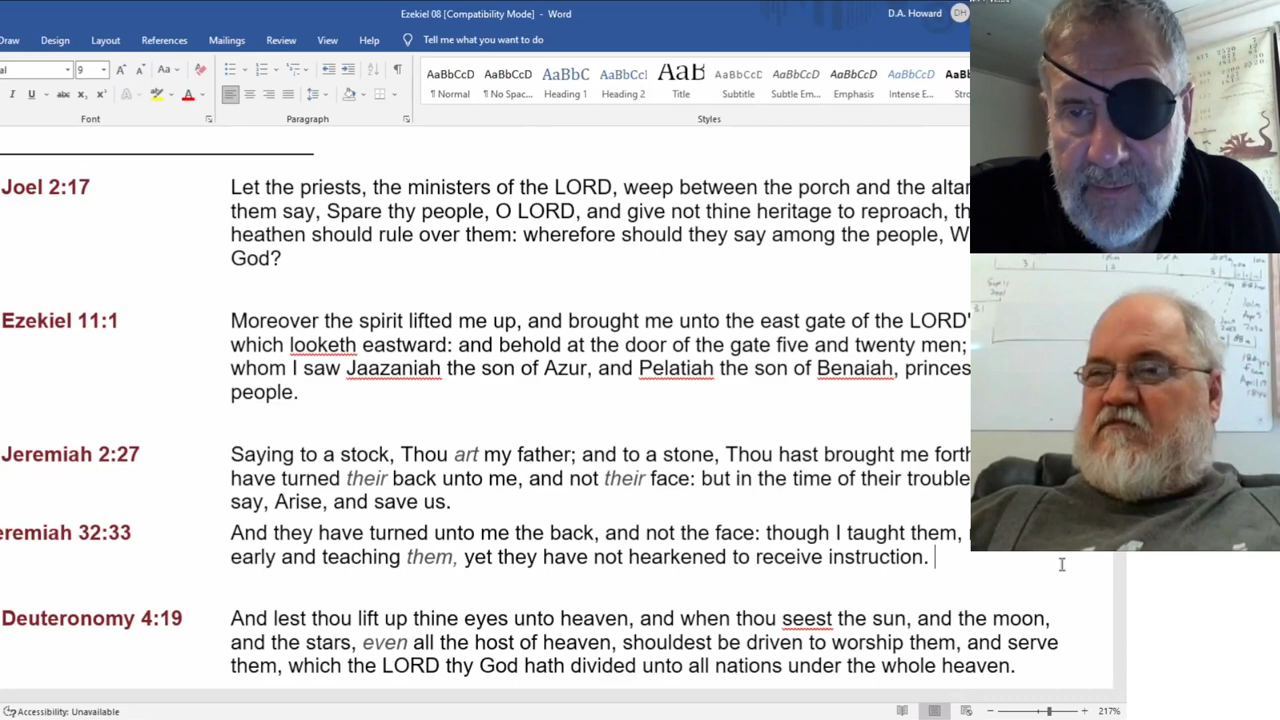 Ezekiel 08 [Compatibility Mode] - Word
D.A. Howard DH
Draw Design Layout References Mailings Review View Help Tell me what you want to do
9 Aa
AaBbCcD AaBbCcD AaBbC AaBbCcI AaB AaBbCcD AaBbCcD AaBbCcD AaBbCcD
¶ Normal ¶ No Spac... Heading 1 Heading 2 Title Subtitle Subtle Em... Emphasis Intense E...
Font Paragraph Styles
Joel 2:17 Let the priests, the ministers of the LORD, weep between the porch and the altar
them say, Spare thy people, O LORD, and give not thine heritage to reproach, th
heathen should rule over them: wherefore should they say among the people, W
God?
Ezekiel 11:1 Moreover the spirit lifted me up, and brought me unto the east gate of the LORD'
which looketh eastward: and behold at the door of the gate five and twenty men;
whom I saw Jaazaniah the son of Azur, and Pelatiah the son of Benaiah, princes
people.
Jeremiah 2:27 Saying to a stock, Thou art my father; and to a stone, Thou hast brought me forth
have turned their back unto me, and not their face: but in the time of their trouble
say, Arise, and save us.
eremiah 32:33 And they have turned unto me the back, and not the face: though I taught them,
early and teaching them, yet they have not hearkened to receive instruction.
Deuteronomy 4:19 And lest thou lift up thine eyes unto heaven, and when thou seest the sun, and the moon,
and the stars, even all the host of heaven, shouldest be driven to worship them, and serve
them, which the LORD thy God hath divided unto all nations under the whole heaven.
Accessibility: Unavailable 217%